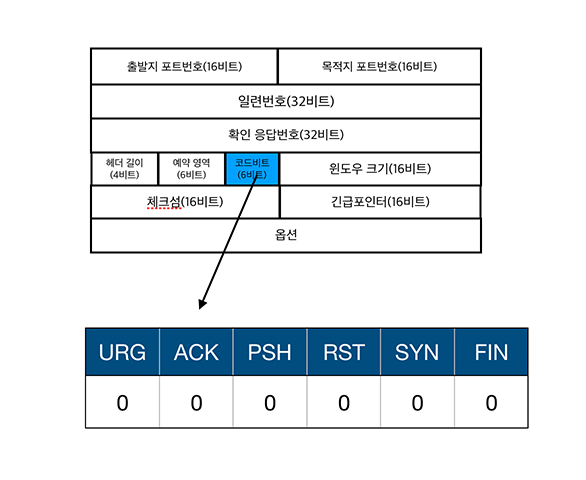 출발지 포트번호(16비트) 목적지 포트번호(16비트)
일련번호(32비트)
확인 응답번호(32비트)
헤더 길이 (4비트) 예약 영역 (6비트) 코드비트 (6비트) 윈도우 크기(16비트)
체크섬(16비트) 긴급포인터(16비트)
옵션
URG ACK PSH RST SYN FIN
0 0 0 0 0 0